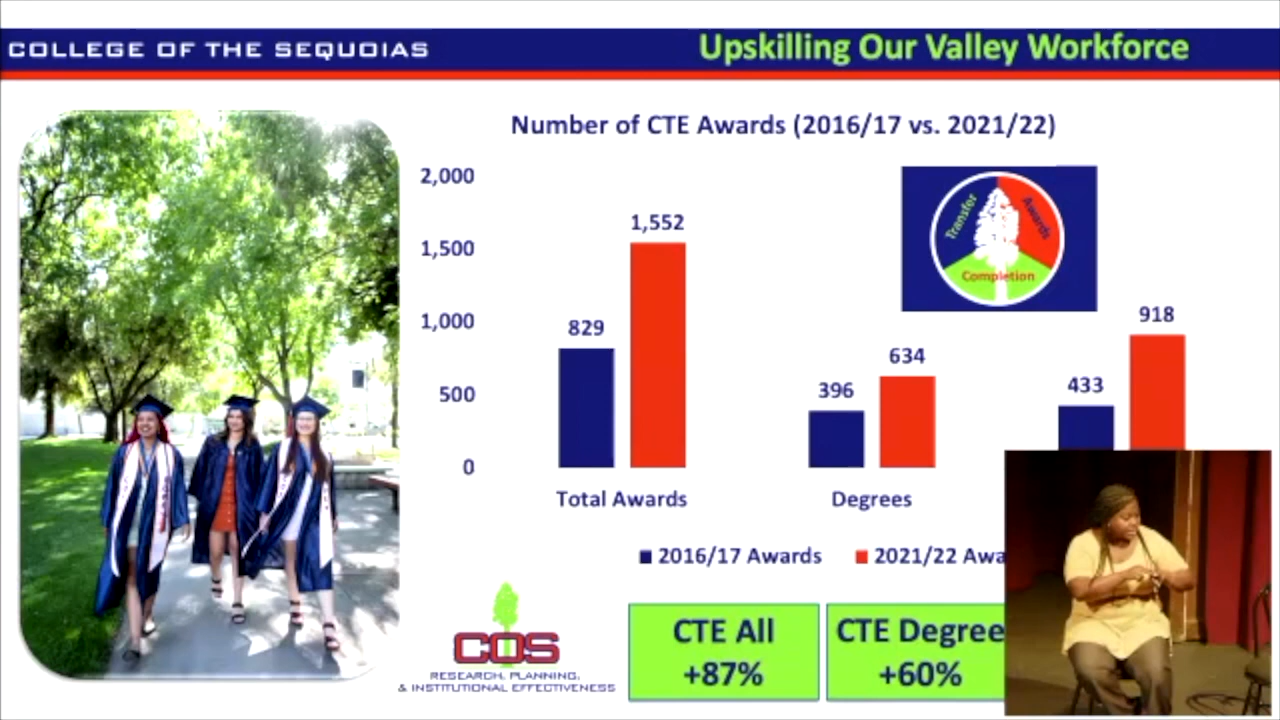 COLLEGE OF THE SEQUOIAS
Upskilling Our Valley Workforce
Number of CTE Awards (2016/17 vs. 2021/22)
2,000
1,500
1,000
500
0
829
1,552
396
634
433
918
Transfer
Awards
Completion
Total Awards
Degrees
2016/17 Awards
2021/22 Awa
COS
RESEARCH, PLANNING,
& INSTITUTIONAL EFFECTIVENESS
CTE All
+87%
CTE Degree
+60%